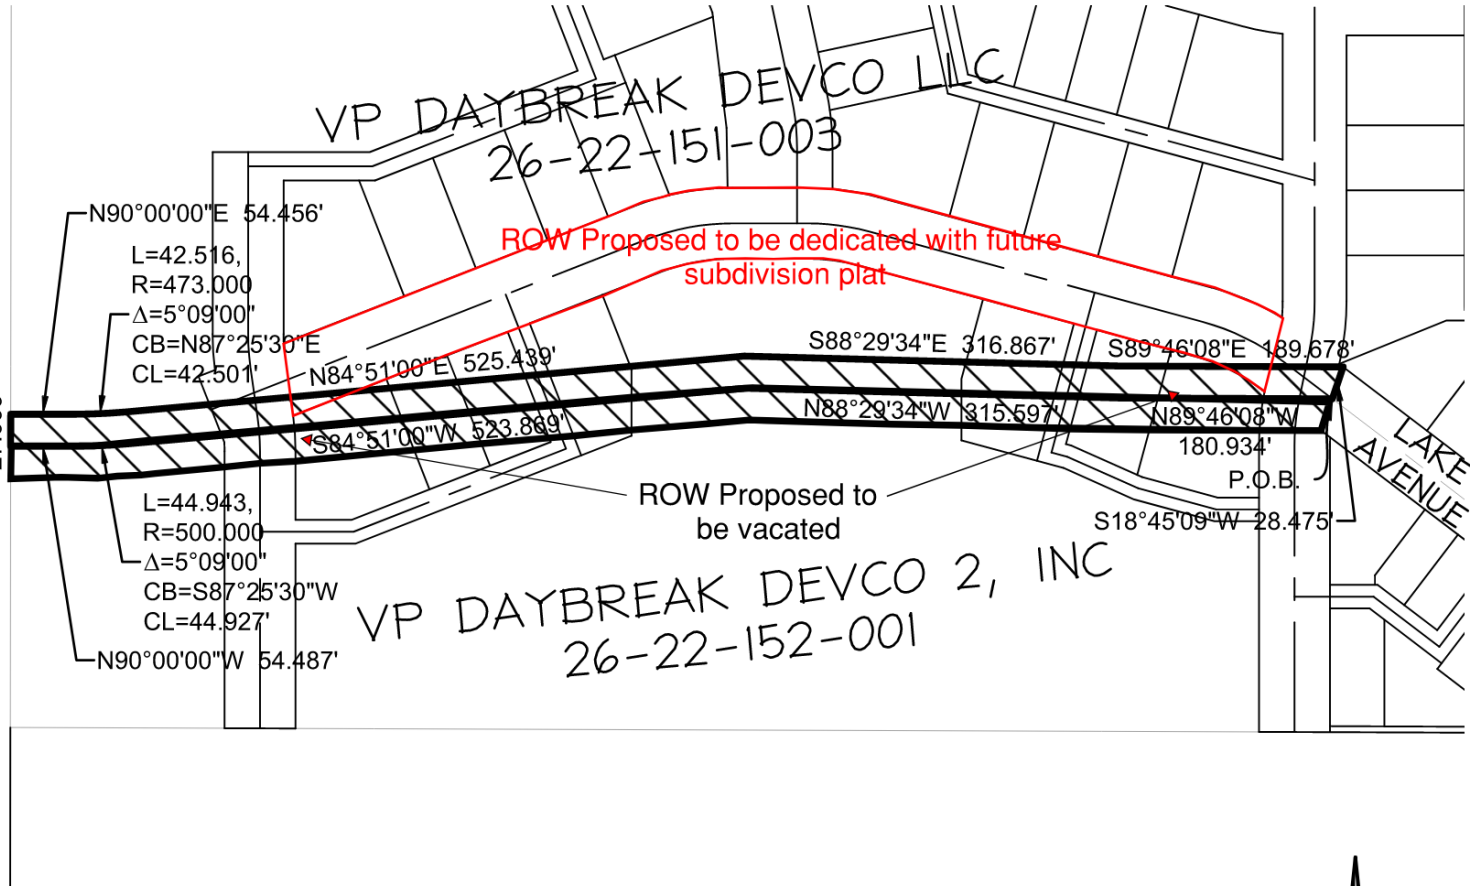 VP DAYBREAK DEVCO LLC
26-22-151-003
N90°00'00"E 54.456'
L=42.516,
R=473.000
Δ=5°09'00"
CB=N87°25'30"E
CL=42.501'
ROW Proposed to be dedicated with future
subdivision plat
N84°51'00"E 525.439'
S88°29'34"E 316.867'
S89°46'08"E 189.678'
S84°51'00"W 523.869'
N88°29'34"W 315.597'
N89°46'08"W
180.934'
P.O.B.
S18°45'09"W 28.475'
LAKE
AVENUE
ROW Proposed to
be vacated
L=44.943,
R=500.000
Δ=5°09'00"
CB=S87°25'30"W
CL=44.927'
N90°00'00"W 54.487'
VP DAYBREAK DEVCO 2, INC
26-22-152-001